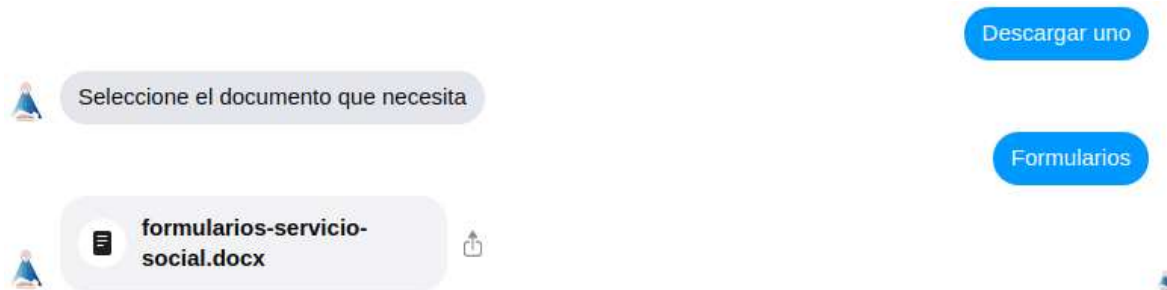 Descargar uno
Seleccione el documento que necesita
Formularios
formularios-servicio-
social.docx